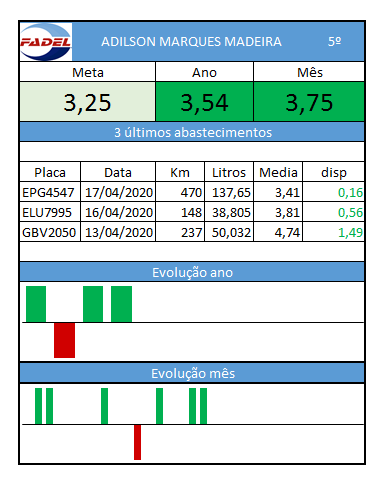 FADEL ADILSON MARQUES MADEIRA 5º
Meta Ano Mês
3,25 3,54 3,75
3 últimos abastecimentos
Placa Data Km Litros Media disp
EPG4547 17/04/2020 470 137,65 3,41 0,16
ELU7995 16/04/2020 148 38,805 3,81 0,56
GBV2050 13/04/2020 237 50,032 4,74 1,49
Evolução ano
Evolução mês